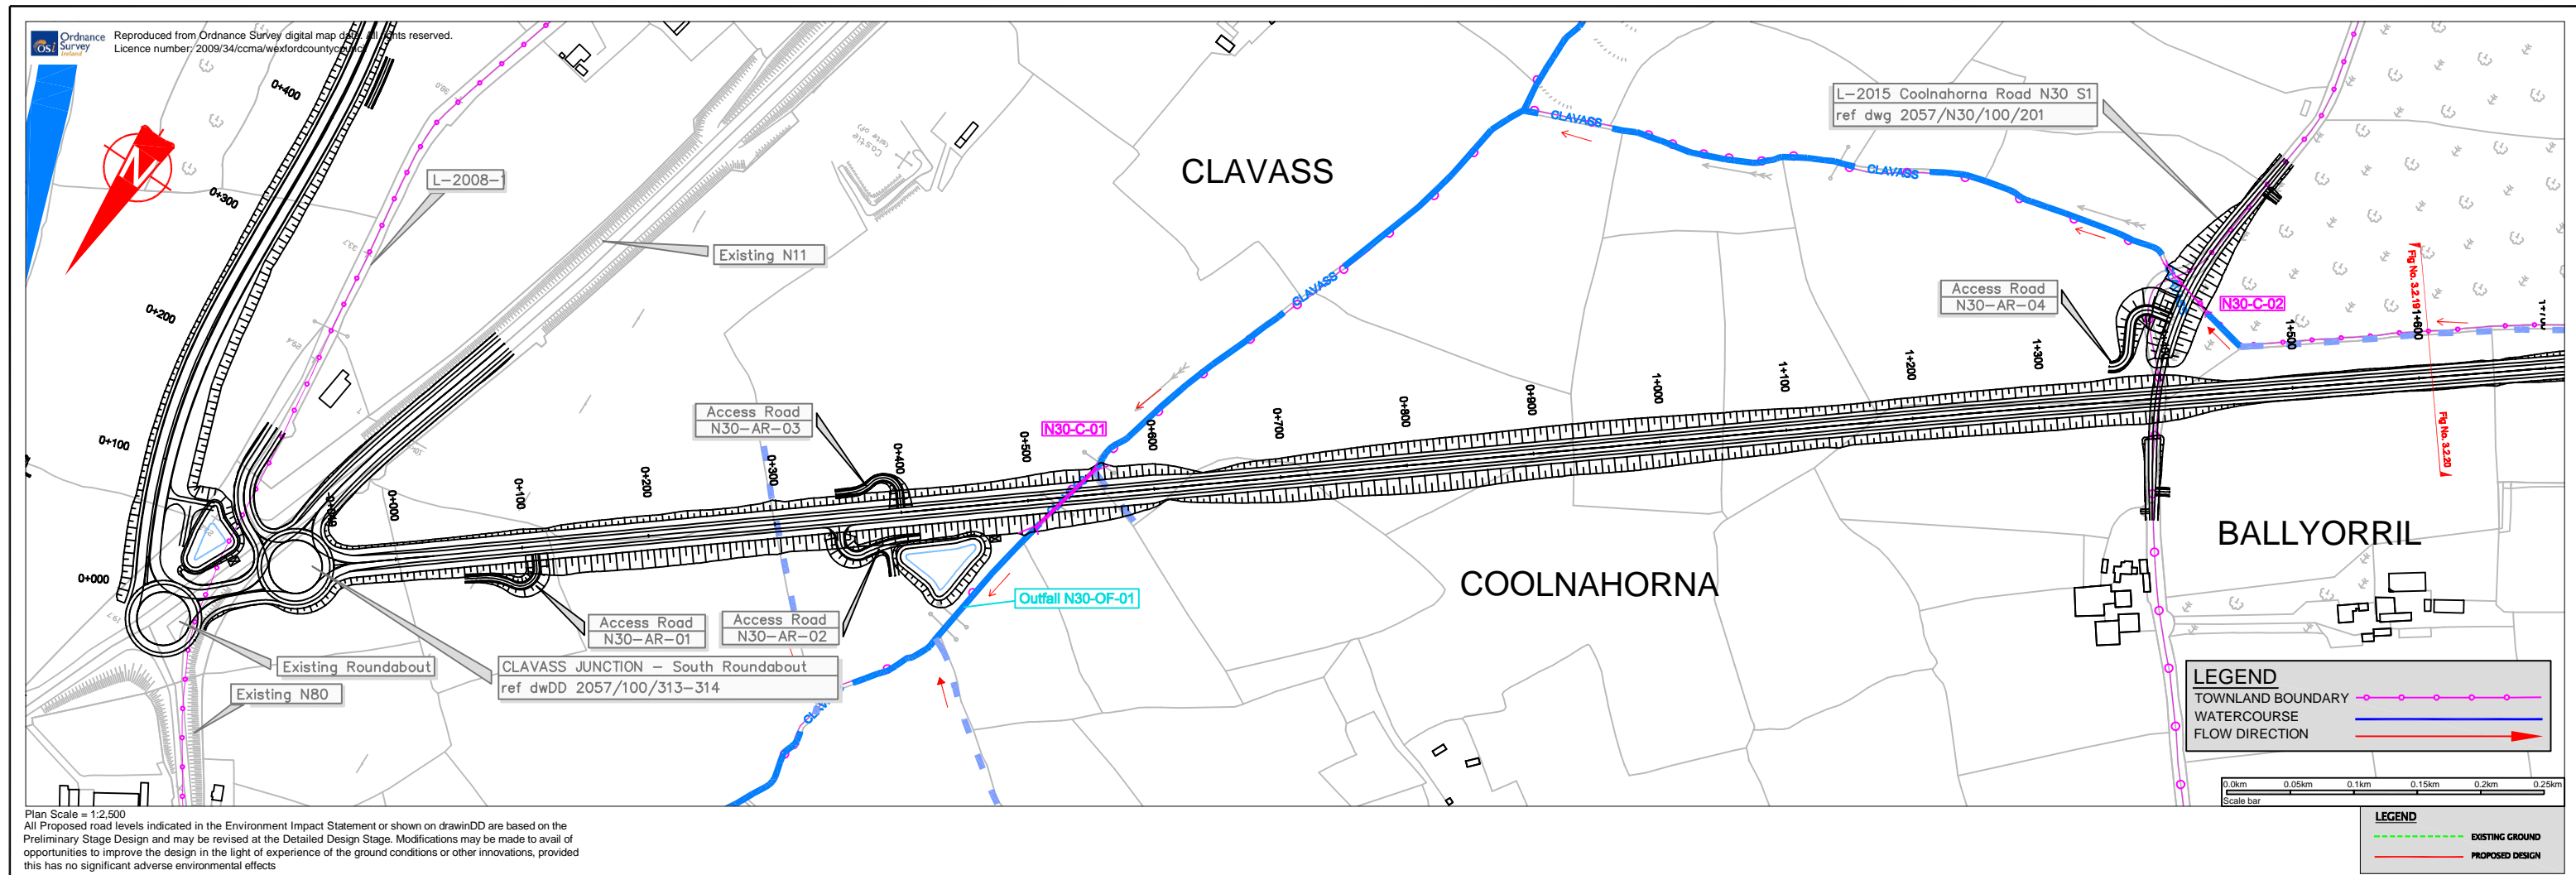 OSi
Ordnance
Survey
Ireland
Reproduced from Ordnance Survey digital map data. All rights reserved.
Licence number: 2009/34/ccma/wexfordcountycouncil
0+400
0+300
0+200
0+100
0+000
N
L-2008-1
Existing N11
Castle
(site of)
CLAVASS
CLAVASS
CLAVASS
CLAVASS
L-2015 Coolnahorna Road N30 S1
ref dwg 2057/N30/100/201
Access Road
N30-AR-04
N30-C-02
Fig No. 3.2.19
1+600
Fig No. 3.2.20
1+500
1+300
1+200
1+100
1+000
0+900
0+800
0+700
0+600
0+500
0+400
0+300
0+200
0+100
0+000
N30-C-01
Access Road
N30-AR-03
Access Road
N30-AR-01
Access Road
N30-AR-02
Outfall N30-OF-01
Existing Roundabout
Existing N80
CLAVASS JUNCTION - South Roundabout
ref dwDD 2057/100/313-314
COOLNAHORNA
BALLYORRIL
LEGEND
TOWNLAND BOUNDARY
WATERCOURSE
FLOW DIRECTION
0.0km 0.05km 0.1km 0.15km 0.2km 0.25km
Scale bar
Plan Scale = 1:2,500
All Proposed road levels indicated in the Environment Impact Statement or shown on drawinDD are based on the
Preliminary Stage Design and may be revised at the Detailed Design Stage. Modifications may be made to avail of
opportunities to improve the design in the light of experience of the ground conditions or other innovations, provided
this has no significant adverse environmental effects
LEGEND
EXISTING GROUND
PROPOSED DESIGN